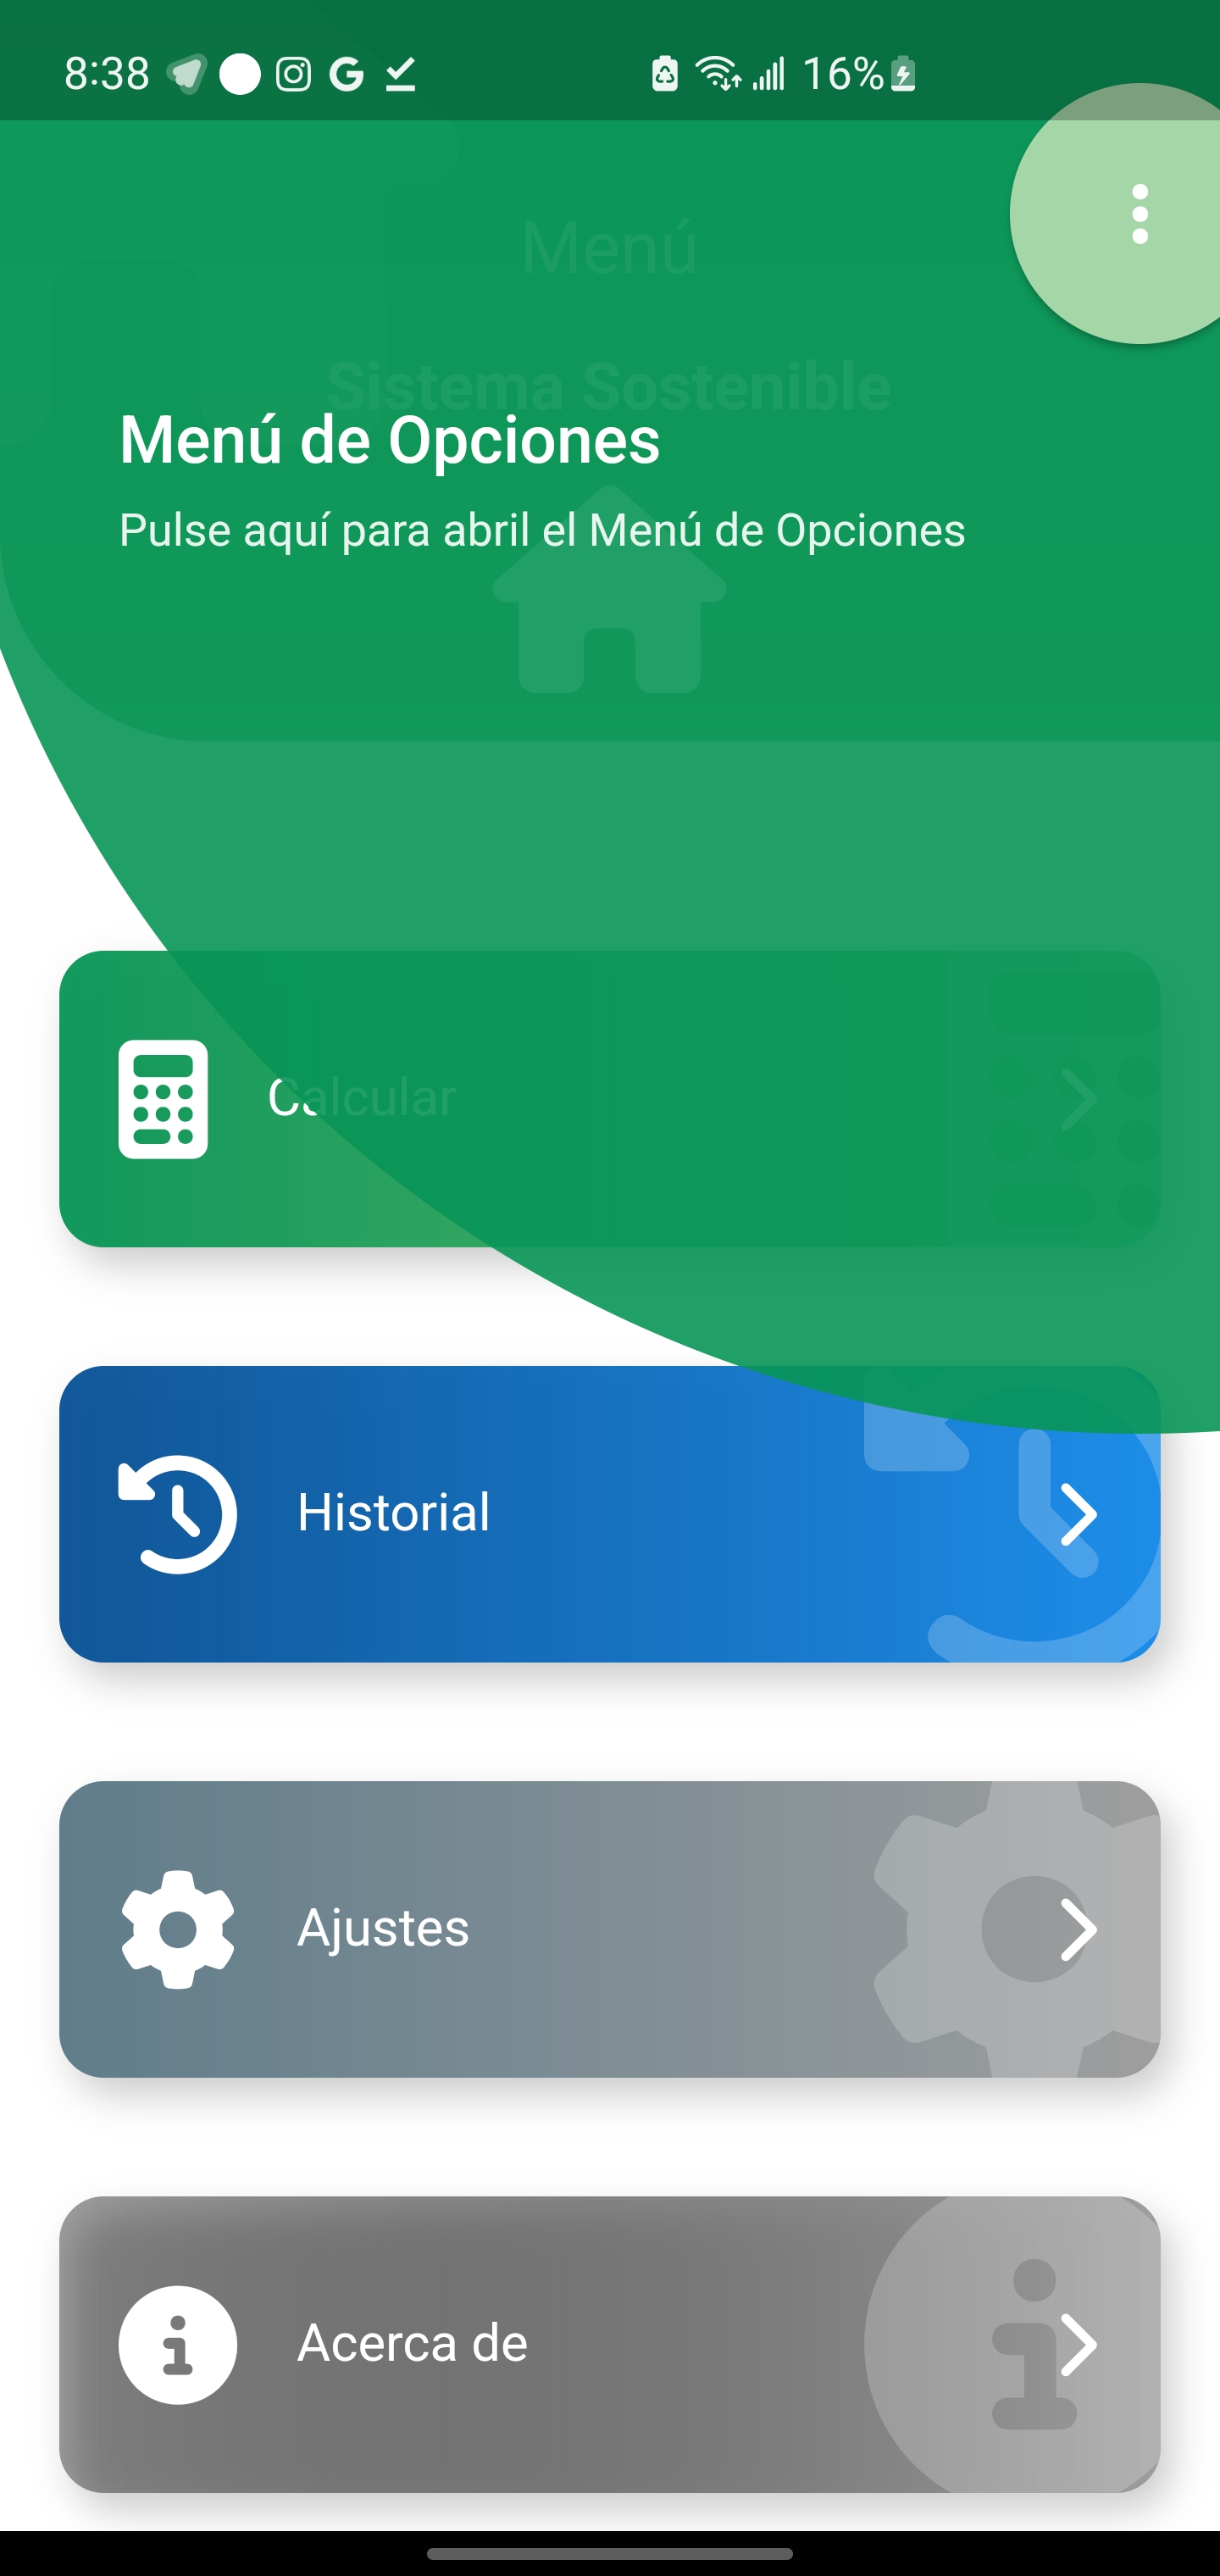 8:38
16%
Menú
Sistema Sostenible
Menú de Opciones
Pulse aquí para abril el Menú de Opciones
Calcular
Historial
Ajustes
Acerca de